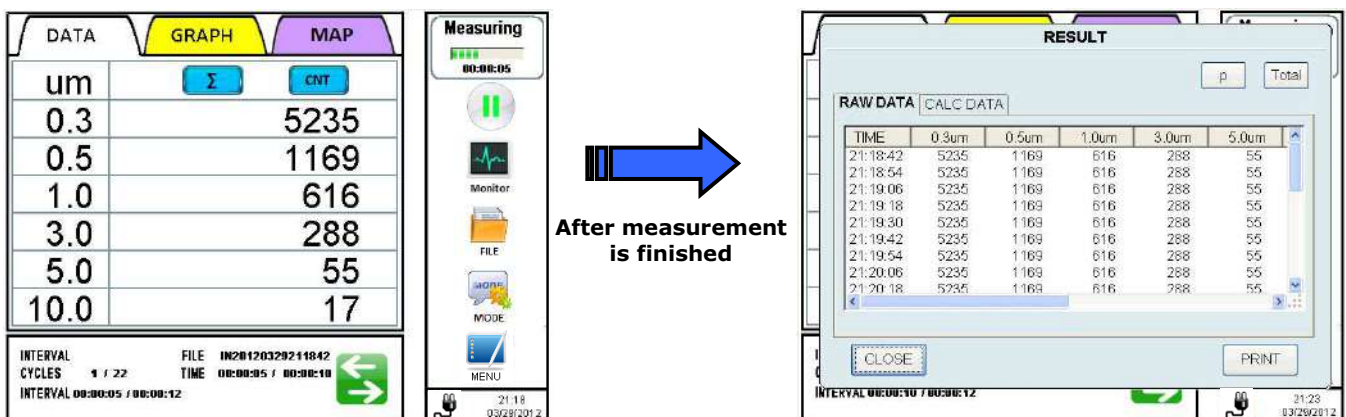 DATA GRAPH MAP
um Σ CNT
0.3 5235
0.5 1169
1.0 616
3.0 288
5.0 55
10.0 17
INTERVAL FILE IN20120329211842
CYCLES 1 / 22 TIME 00:00:05 / 00:00:10
INTERVAL 00:00:05 / 00:00:12
Measuring
00:00:05
Monitor
FILE
MODE
MODE
MENU
21:18
03/29/2012
After measurement
is finished
RESULT
p Total
RAW DATA CALC DATA
TIME 0.3um 0.5um 1.0um 3.0um 5.0um
21:18:42 5235 1169 616 288 55
21:18:54 5235 1169 616 288 55
21:19:06 5235 1169 616 288 55
21:19:18 5235 1169 616 288 55
21:19:30 5235 1169 616 288 55
21:19:42 5235 1169 616 288 55
21:19:54 5235 1169 616 288 55
21:20:06 5235 1169 616 288 55
21:20:18 5235 1169 616 288 55
CLOSE PRINT
INTERVAL 00:00:10 / 00:00:12
21:23
03/29/2012